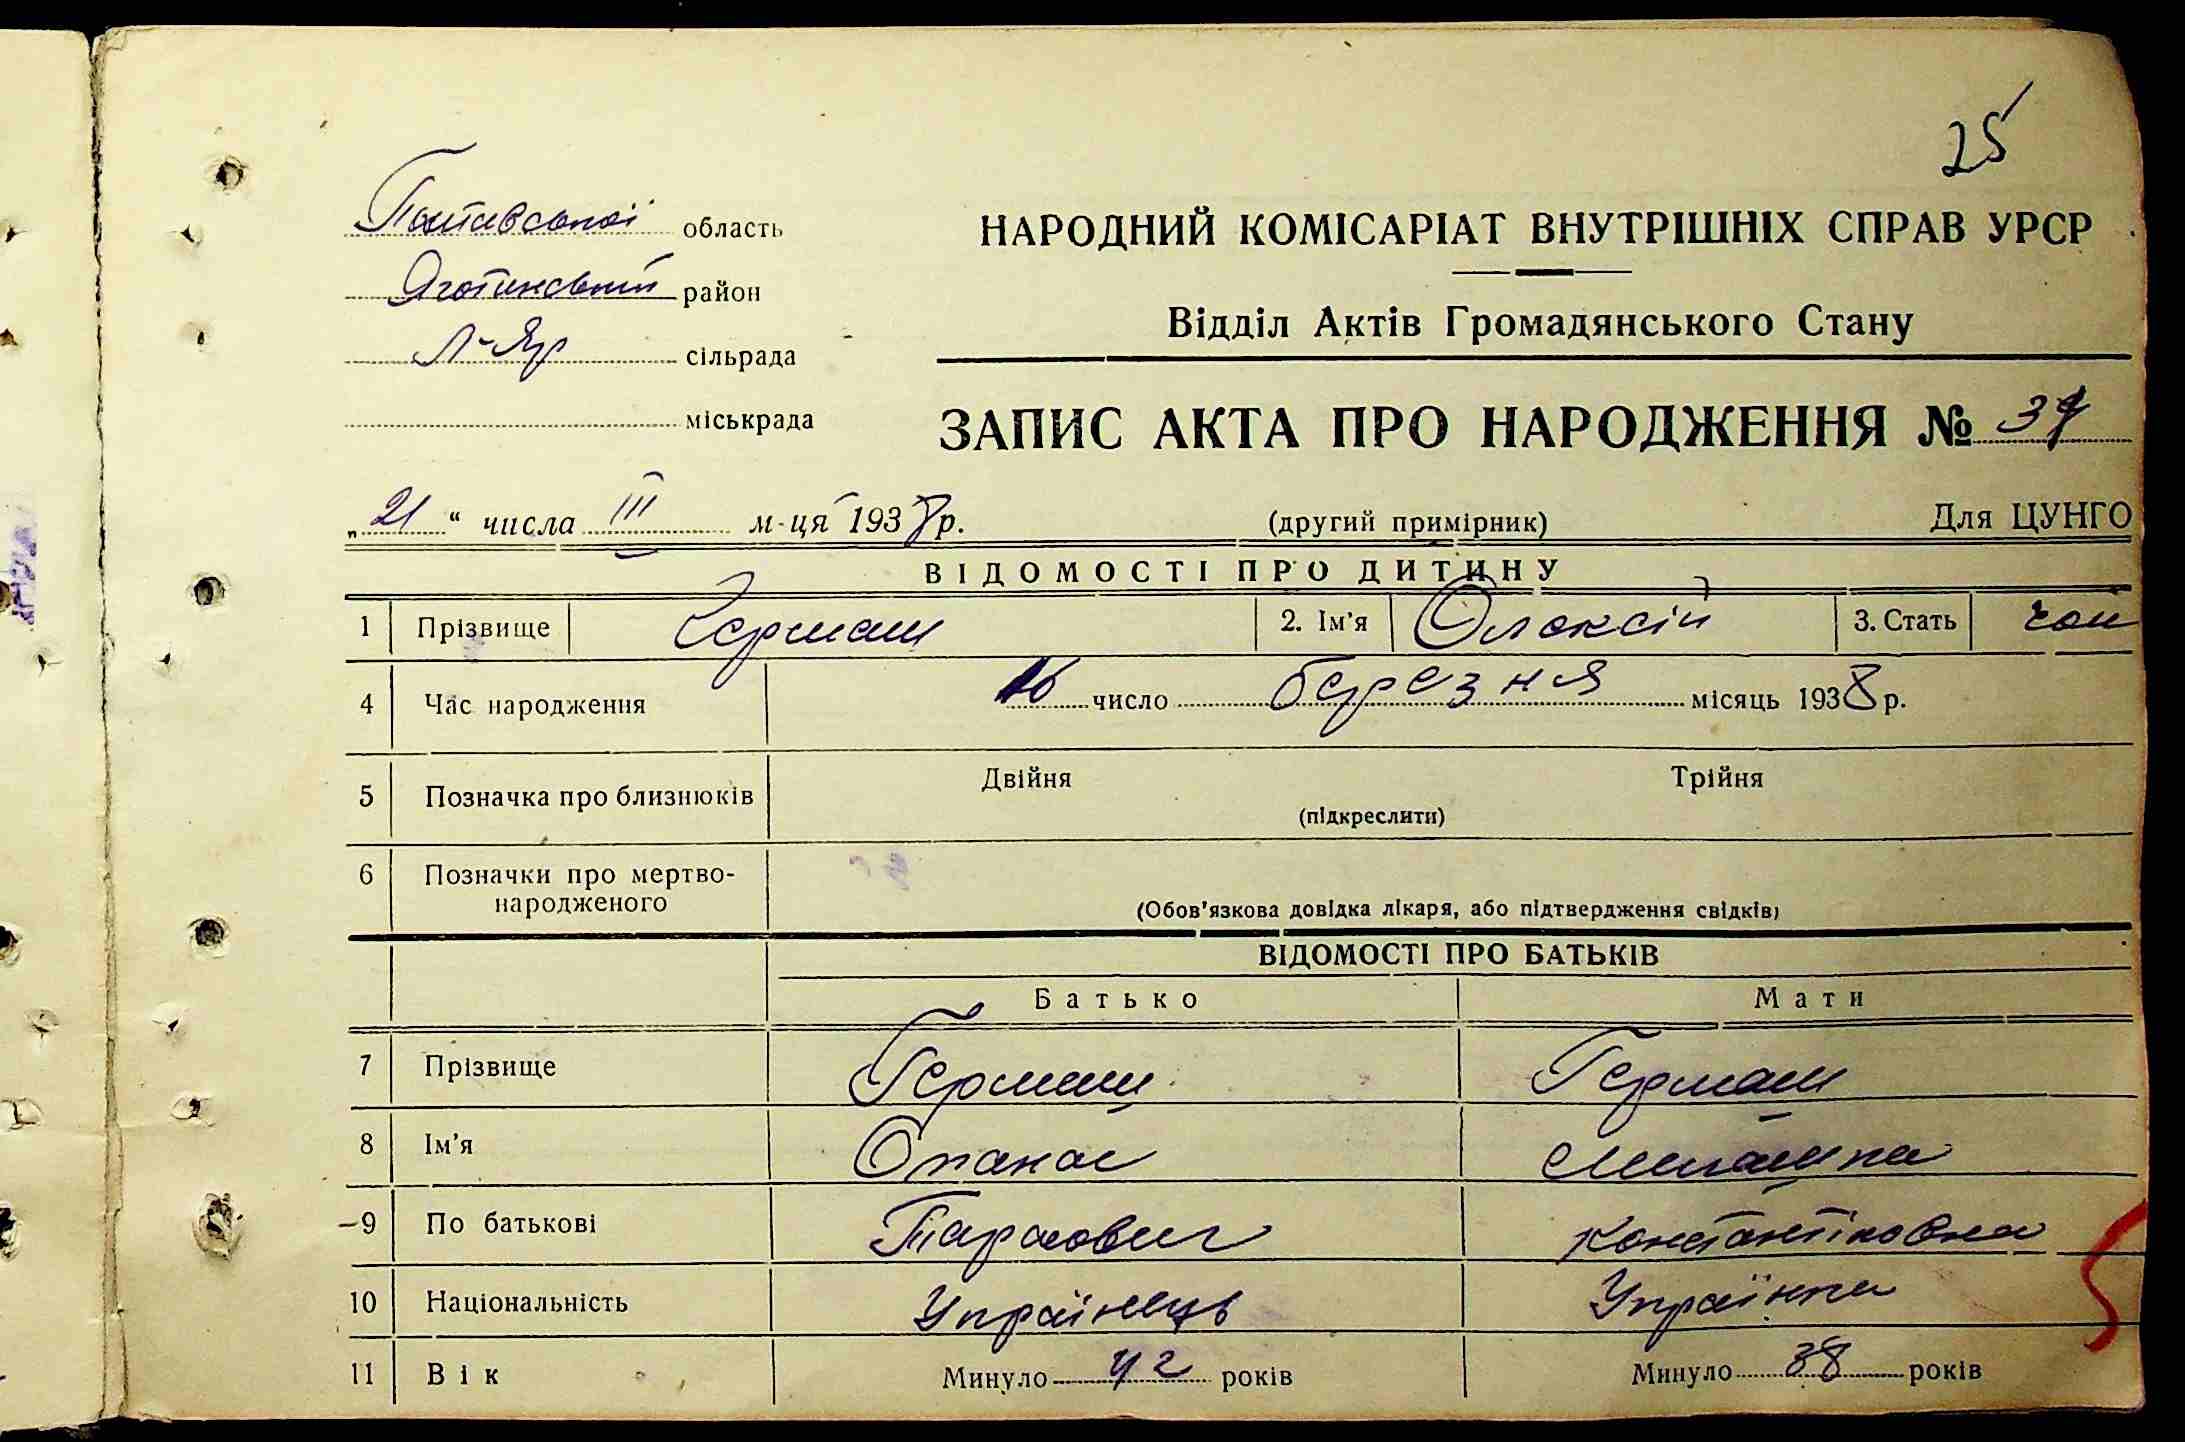 25
Полтавської область
НАРОДНИЙ КОМІСАРІАТ ВНУТРІШНІХ СПРАВ УРСР
Яготинський район
Відділ Актів Громадянського Стану
Л-Яр сільрада
міськрада
ЗАПИС АКТА ПРО НАРОДЖЕННЯ № 37
„21“ числа III м-ця 1938 р. (другий примірник) Для ЦУНГО
ВІДОМОСТІ ПРО ДИТИНУ
1 Прізвище Герман 2. Ім’я Олексій 3. Стать чол
4 Час народження 16 число березня місяць 1938 р.
5 Позначка про близнюків Двійня Трійня
(підкреслити)
6 Позначки про мертво-
народженого
(Обов’язкова довідка лікаря, або підтвердження свідків)
ВІДОМОСТІ ПРО БАТЬКІВ
Батько Мати
7 Прізвище Герман Герман
8 Ім’я Опанас
9 По батькові Тарасович Константіновна
10 Національність Українець Українка
11 Вік Минуло 42 років Минуло 38 років